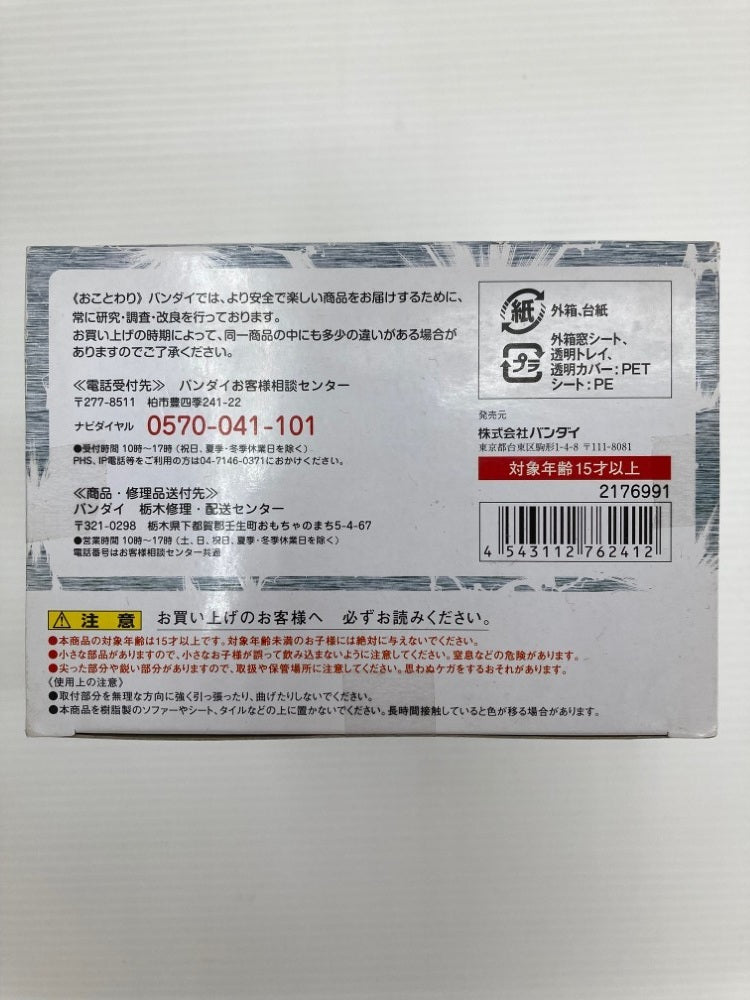 《おことわり》バンダイでは、より安全で楽しい商品をお届けするために、
常に研究・調査・改良を行っております。
お買い上げの時期によって、同一商品の中にも多少の違いがある場合が
ありますのでご了承ください。
≪電話受付先≫ バンダイお客様相談センター
〒277-8511 柏市豊四季241-22
ナビダイヤル 0570-041-101
●受付時間 10時～17時(祝日、夏季・冬季休業日を除く)
PHS、IP電話等をご利用の方は04-7146-0371におかけください。
≪商品・修理品送付先≫
バンダイ 栃木修理・配送センター
〒321-0298 栃木県下都賀郡壬生町おもちゃのまち5-4-67
●営業時間 10時～17時(土、日、祝日、夏季・冬季休業日を除く)
電話番号はお客様相談センター共通
紙 外箱、台紙
プラ 外箱窓シート、
透明トレイ、
透明カバー:PET
シート:PE
発売元
株式会社バンダイ
東京都台東区駒形1-4-8 〒111-8081
対象年齢15才以上
2176991
4 543112 762412
注意 お買い上げのお客様へ 必ずお読みください。
●本商品の対象年齢は15才以上です。対象年齢未満のお子様には絶対に与えないでください。
●小さな部品がありますので、小さなお子様が誤って飲み込まないように注意してください。窒息などの危険があります。
●尖った部分や鋭い部分がありますので、取扱や保管場所に注意してください。思わぬケガをするおそれがあります。
〈使用上の注意〉
●取付部分を無理な方向に強く引っ張ったり、曲げたりしないでください。
●本商品を樹脂製のソファーやシート、タイルなどの上に置かないでください。長時間接触していると色が移る場合があります。